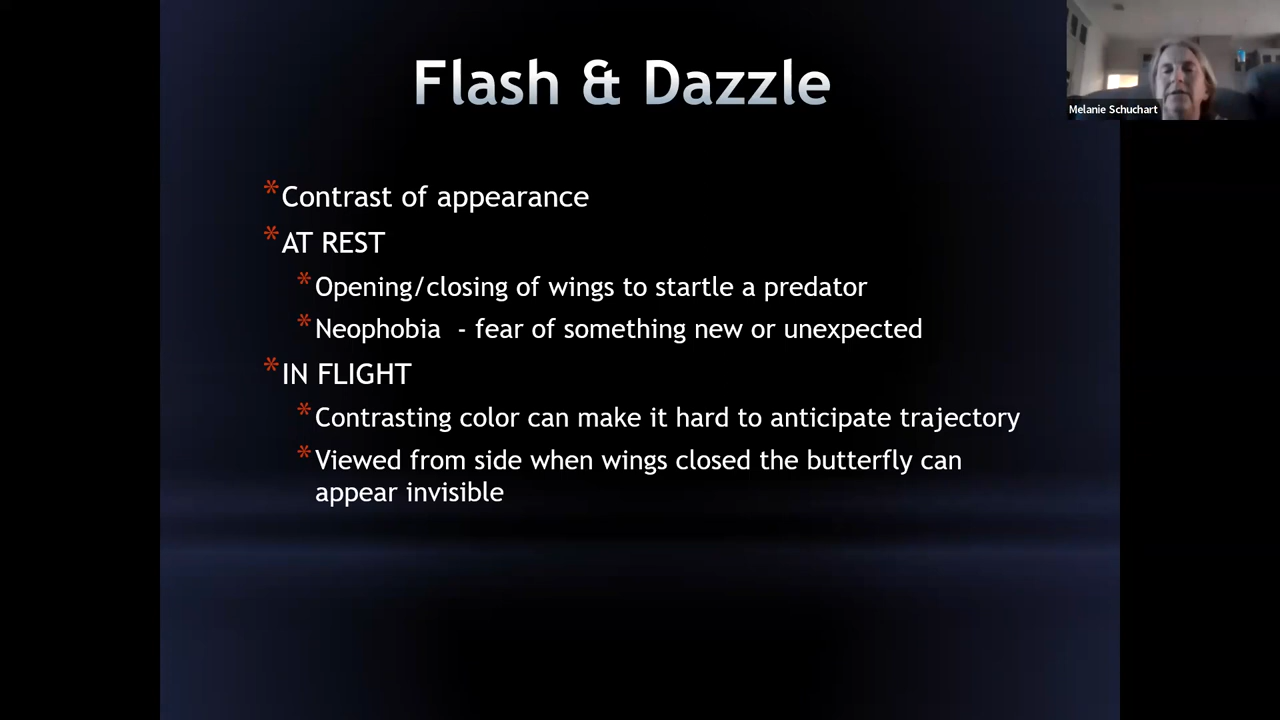 Flash & Dazzle
Melanie Schuchart
*Contrast of appearance
*AT REST
*Opening/closing of wings to startle a predator
*Neophobia - fear of something new or unexpected
*IN FLIGHT
*Contrasting color can make it hard to anticipate trajectory
*Viewed from side when wings closed the butterfly can
appear invisible